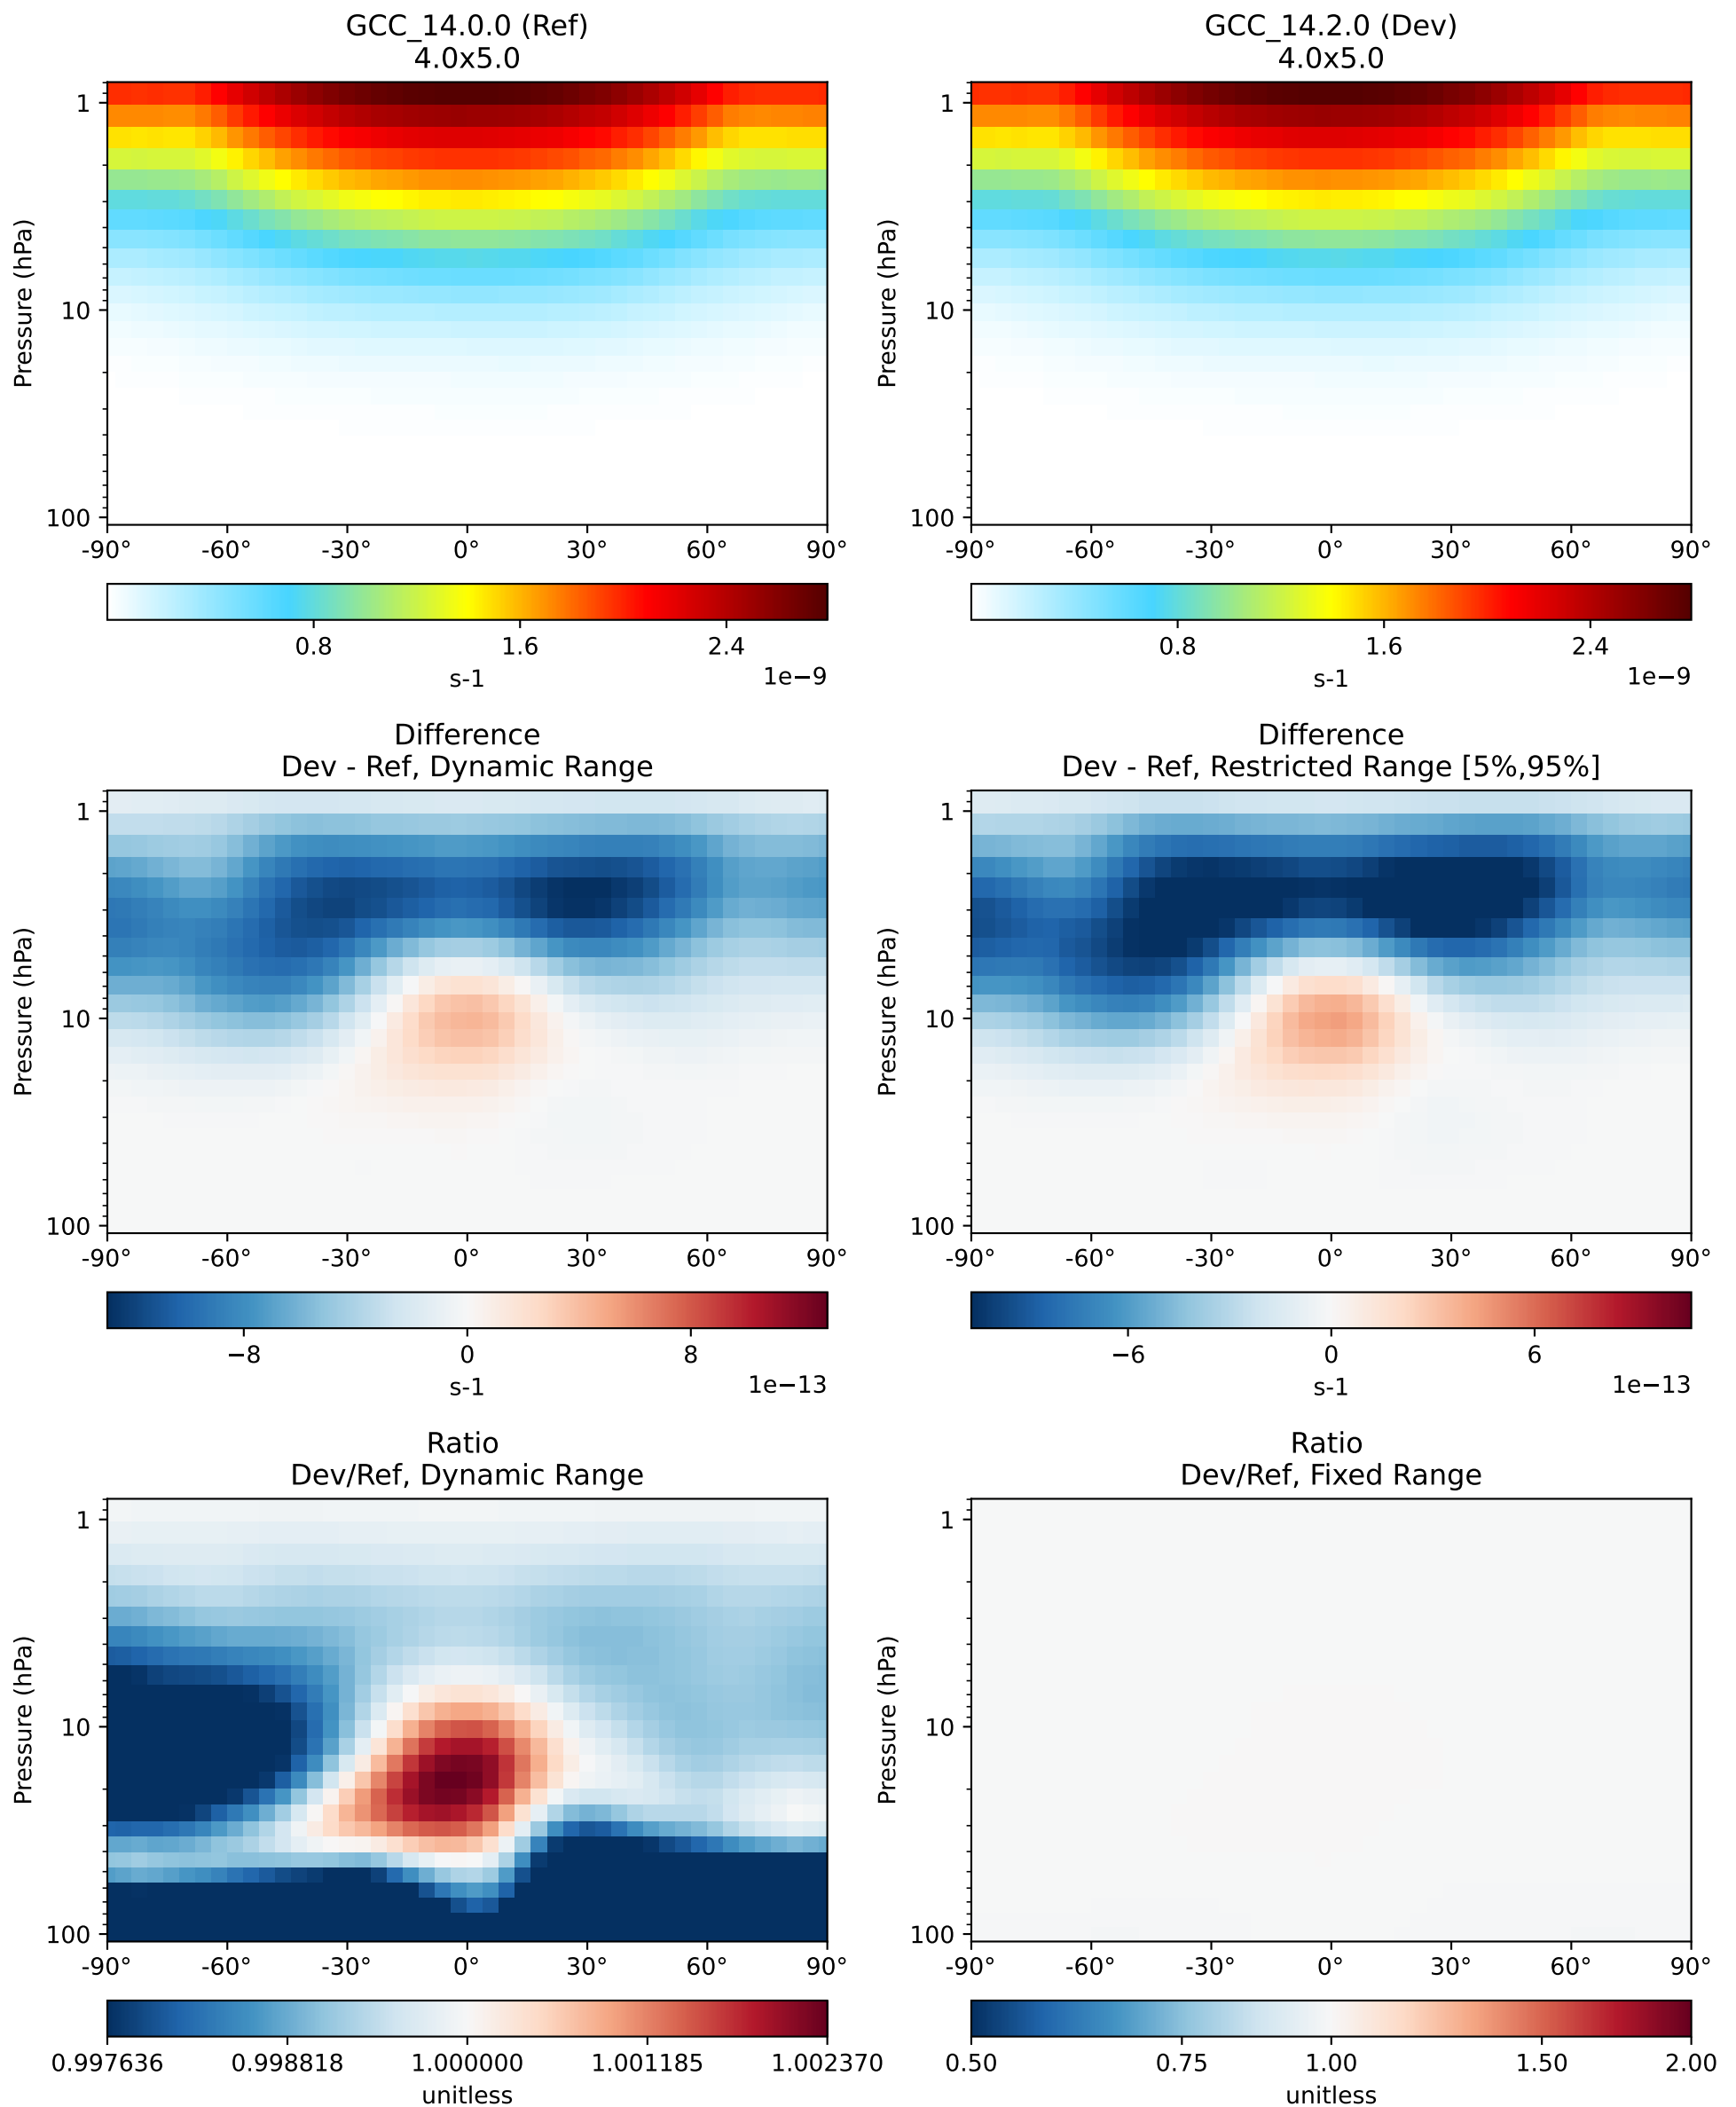 GCC_14.0.0 (Ref)
4.0x5.0
1
10
100
Pressure (hPa)
-90° -60° -30° 0° 30° 60° 90°
0.8 1.6 2.4
s-1
1e−9
GCC_14.2.0 (Dev)
4.0x5.0
1
10
100
Pressure (hPa)
-90° -60° -30° 0° 30° 60° 90°
0.8 1.6 2.4
s-1
1e−9
Difference
Dev - Ref, Dynamic Range
1
10
100
Pressure (hPa)
-90° -60° -30° 0° 30° 60° 90°
−8 0 8
s-1
1e−13
Difference
Dev - Ref, Restricted Range [5%,95%]
1
10
100
Pressure (hPa)
-90° -60° -30° 0° 30° 60° 90°
−6 0 6
s-1
1e−13
Ratio
Dev/Ref, Dynamic Range
1
10
100
Pressure (hPa)
-90° -60° -30° 0° 30° 60° 90°
0.997636 0.998818 1.000000 1.001185 1.002370
unitless
Ratio
Dev/Ref, Fixed Range
1
10
100
Pressure (hPa)
-90° -60° -30° 0° 30° 60° 90°
0.50 0.75 1.00 1.50 2.00
unitless